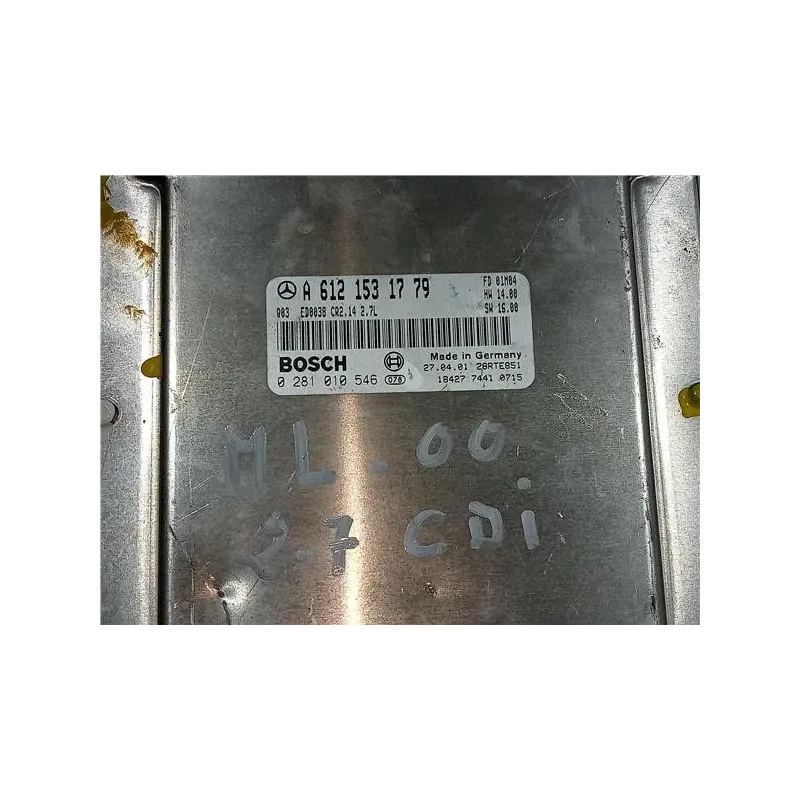 A 612 153 17 79
FD 01M04
HW 14.00
Q03 ED0038 CR2.14 2.7L
SW 16.00
BOSCH
Made in Germany
27.04.01 28RTE851
0 281 010 546 078
18427 7441 0715
ML-00
2.7 CDi